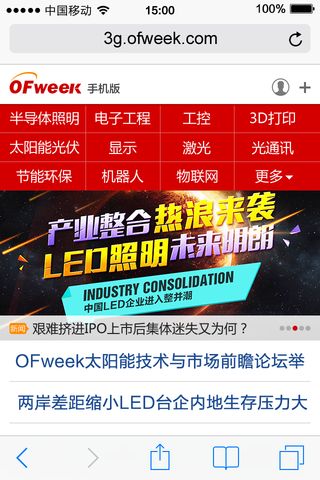 中国移动 15:00 100%
3g.ofweek.com
OFweek 手机版
半导体照明 电子工程 工控 3D打印
太阳能光伏 显示 激光 光通讯
节能环保 机器人 物联网 更多
产业整合 热浪来袭
LED照明未来明朗
INDUSTRY CONSOLIDATION
中国LED企业进入整并潮
新闻 艰难挤进IPO上市后集体迷失又为何？
OFweek太阳能技术与市场前瞻论坛举
两岸差距缩小LED台企内地生存压力大